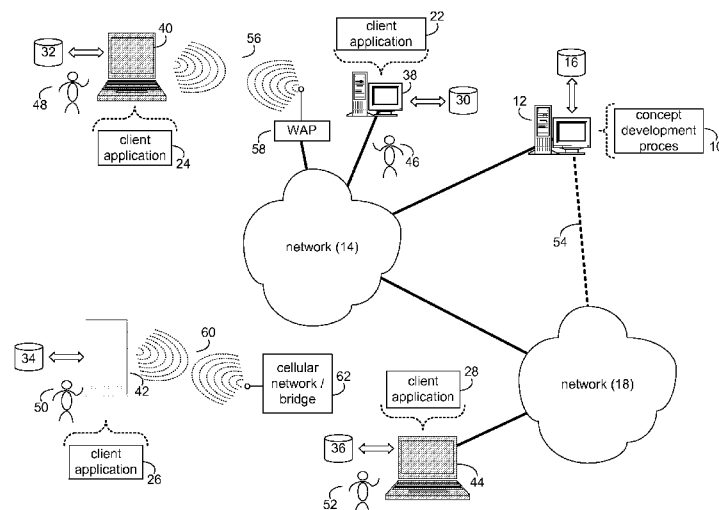 40
56
client
application
22
32
38
16
12
30
concept
development
proces
10
48
client
application
24
58
WAP
46
network (14)
54
60
34
50
42
cellular
network /
bridge
62
client
application
28
network (18)
client
application
26
36
44
52